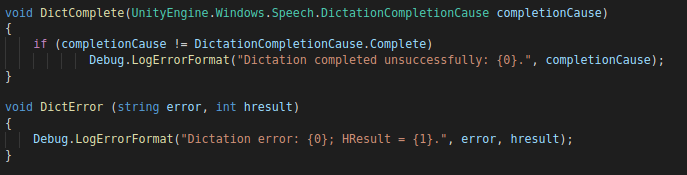 void DictComplete(UnityEngine.Windows.Speech.DictationCompletionCause completionCause)
{
    if (completionCause != DictationCompletionCause.Complete)
            Debug.LogErrorFormat("Dictation completed unsuccessfully: {0}.", completionCause);
}

void DictError (string error, int hresult)
{
    Debug.LogErrorFormat("Dictation error: {0}; HResult = {1}.", error, hresult);
}